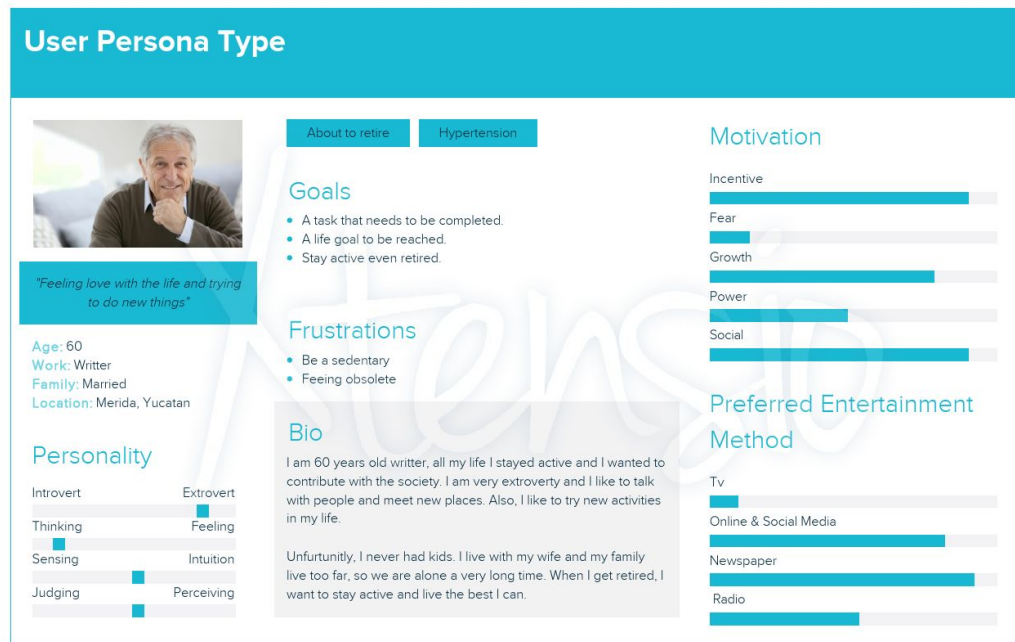 User Persona Type
"Feeling love with the life and trying
to do new things"
Age: 60
Work: Writter
Family: Married
Location: Merida, Yucatan
Personality
Introvert Extrovert
Thinking Feeling
Sensing Intuition
Judging Perceiving
About to retire Hypertension
Goals
• A task that needs to be completed.
• A life goal to be reached.
• Stay active even retired.
Frustrations
• Be a sedentary
• Feeing obsolete
Bio
I am 60 years old writter, all my life I stayed active and I wanted to
contribute with the society. I am very extroverty and I like to talk
with people and meet new places. Also, I like to try new activities
in my life.
Unfurtunitly, I never had kids. I live with my wife and my family
live too far, so we are alone a very long time. When I get retired, I
want to stay active and live the best I can.
Motivation
Incentive
Fear
Growth
Power
Social
Preferred Entertainment
Method
Tv
Online & Social Media
Newspaper
Radio
Xtensio